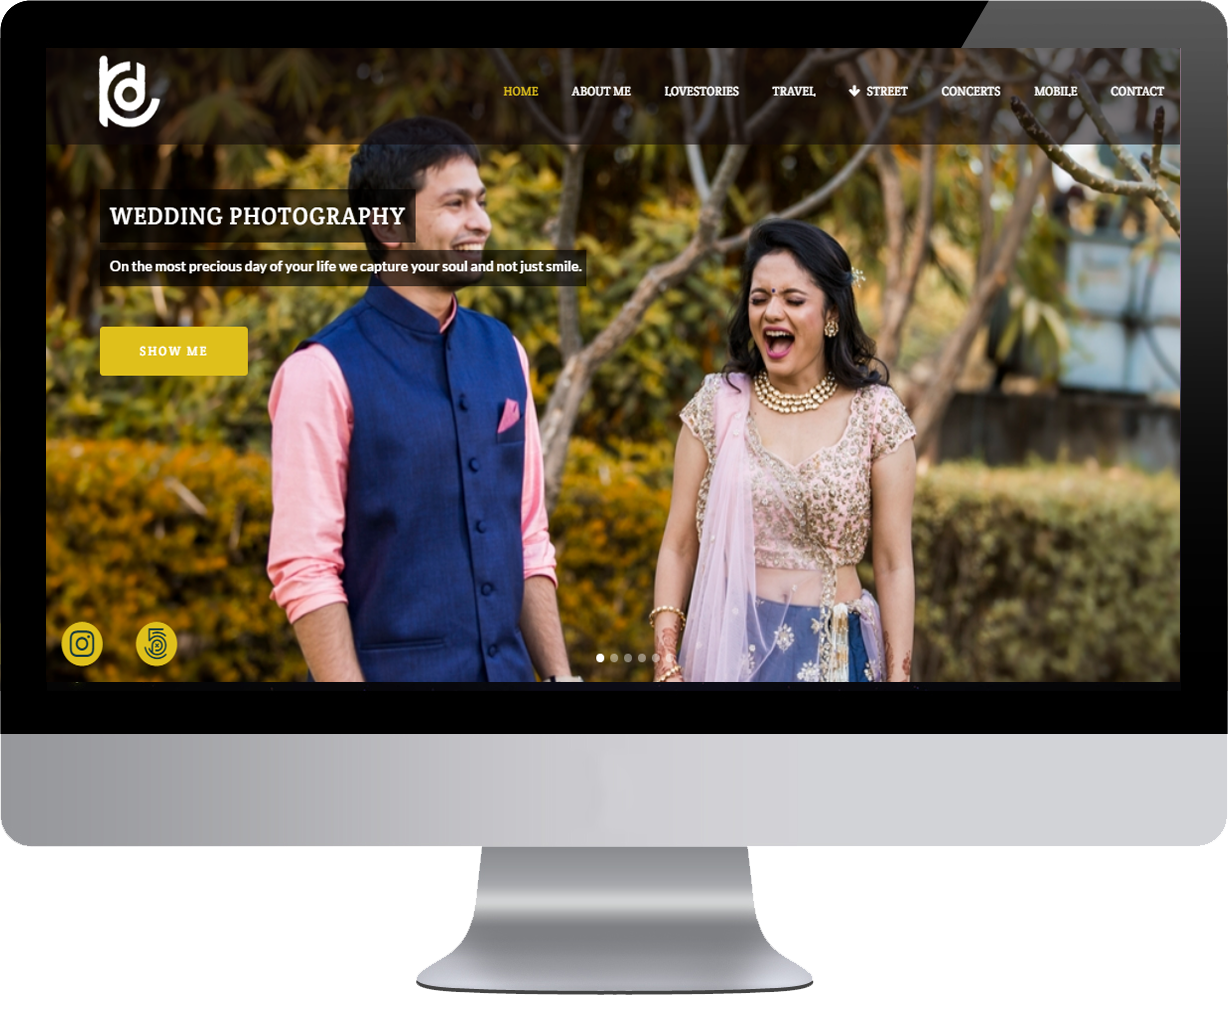 HOME ABOUT ME LOVESTORIES TRAVEL STREET CONCERTS MOBILE CONTACT
WEDDING PHOTOGRAPHY
On the most precious day of your life we capture your soul and not just smile.
SHOW ME